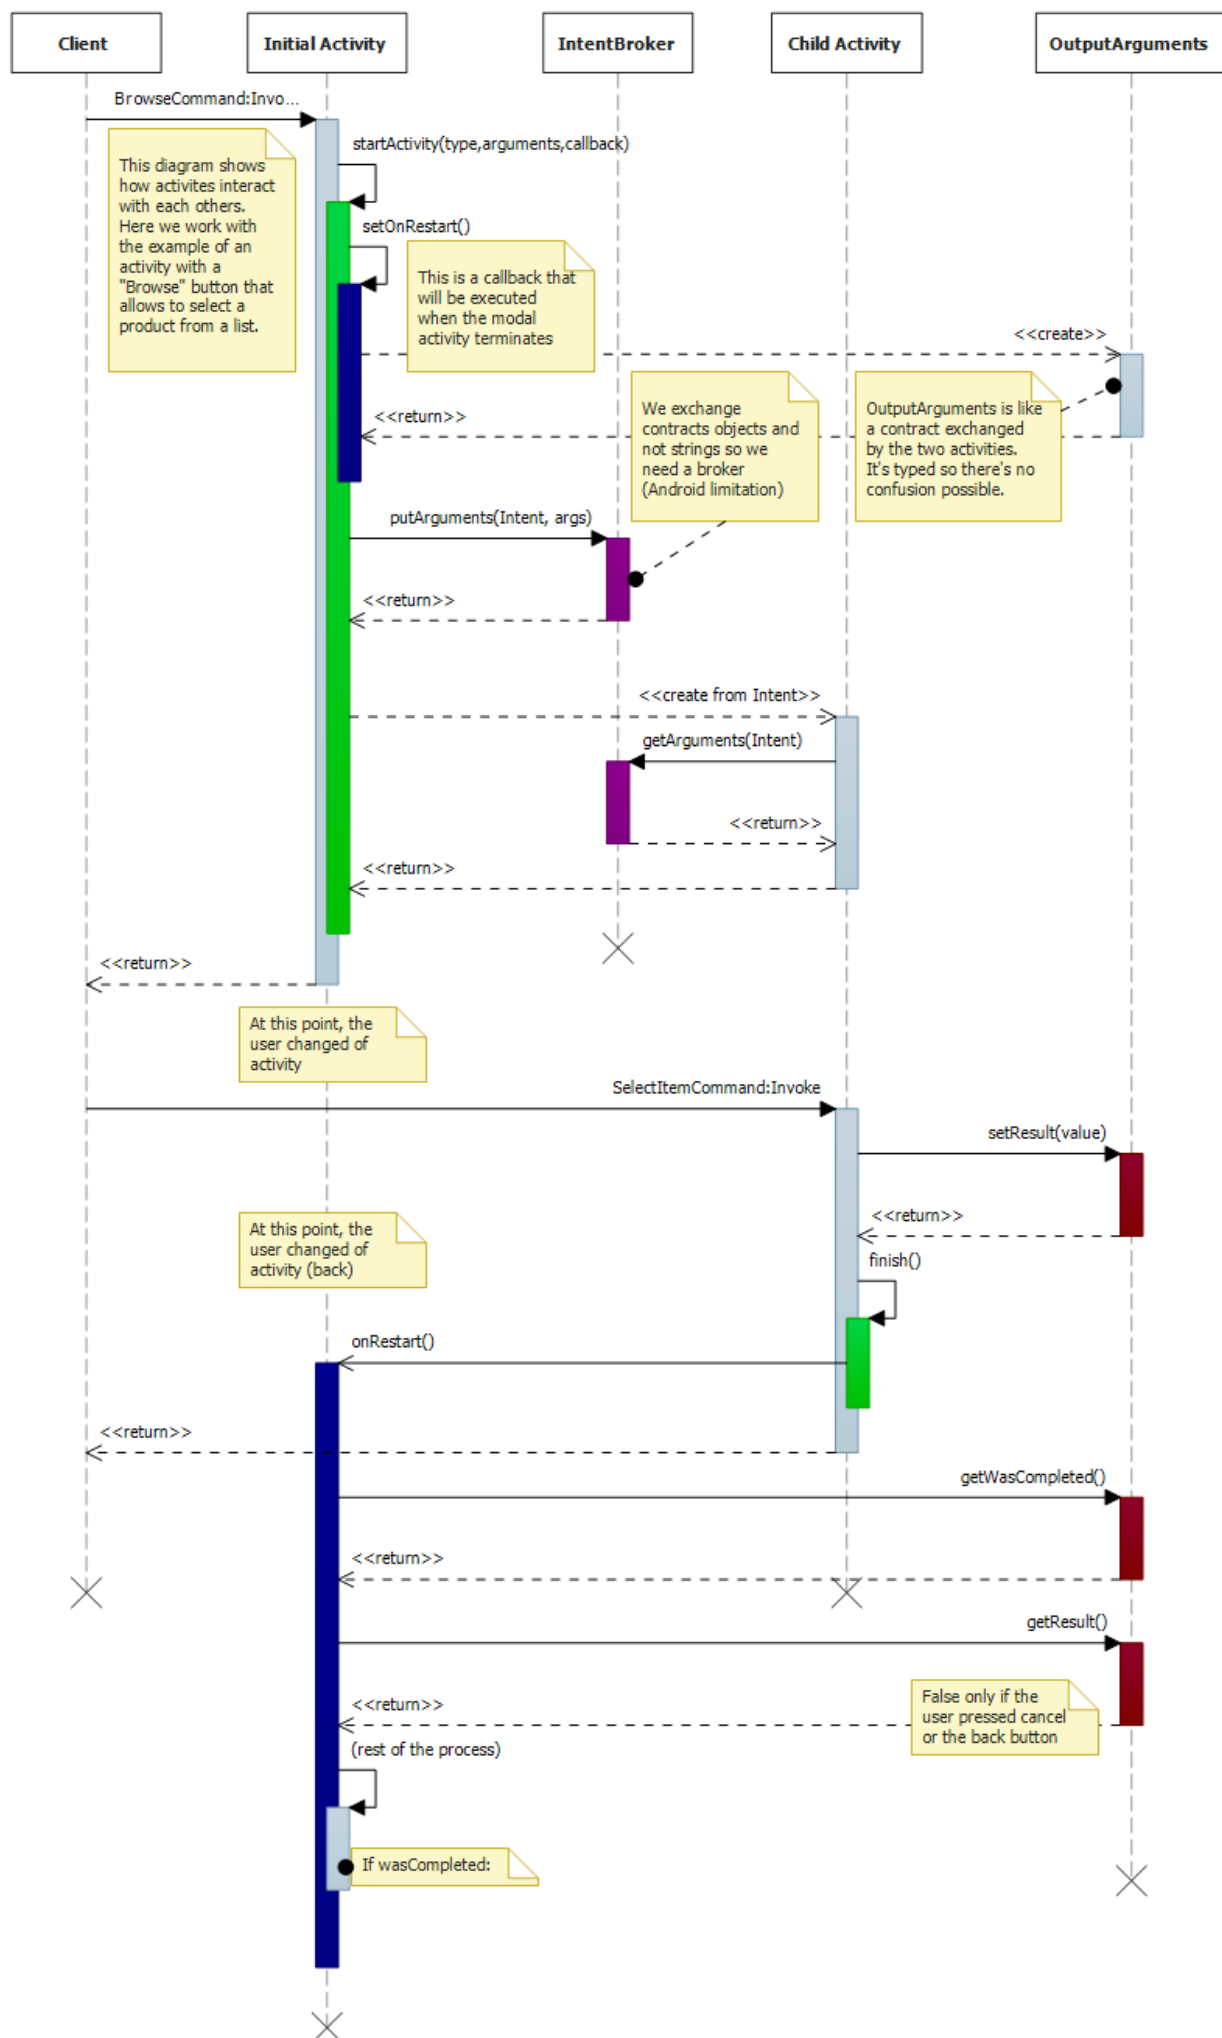 Client
Initial Activity
IntentBroker
Child Activity
OutputArguments
BrowseCommand:Invo...
startActivity(type,arguments,callback)
This diagram shows
how activites interact
with each others.
Here we work with
the example of an
activity with a
"Browse" button that
allows to select a
product from a list.
setOnRestart()
This is a callback that
will be executed
when the modal
activity terminates
<<create>>
<<return>>
We exchange
contracts objects and
not strings so we
need a broker
(Android limitation)
OutputArguments is like
a contract exchanged
by the two activities.
It's typed so there's no
confusion possible.
putArguments(Intent, args)
<<return>>
<<create from Intent>>
getArguments(Intent)
<<return>>
<<return>>
<<return>>
At this point, the
user changed of
activity
SelectItemCommand:Invoke
setResult(value)
<<return>>
At this point, the
user changed of
activity (back)
finish()
onRestart()
<<return>>
getWasCompleted()
<<return>>
getResult()
<<return>>
False only if the
user pressed cancel
or the back button
(rest of the process)
If wasCompleted: